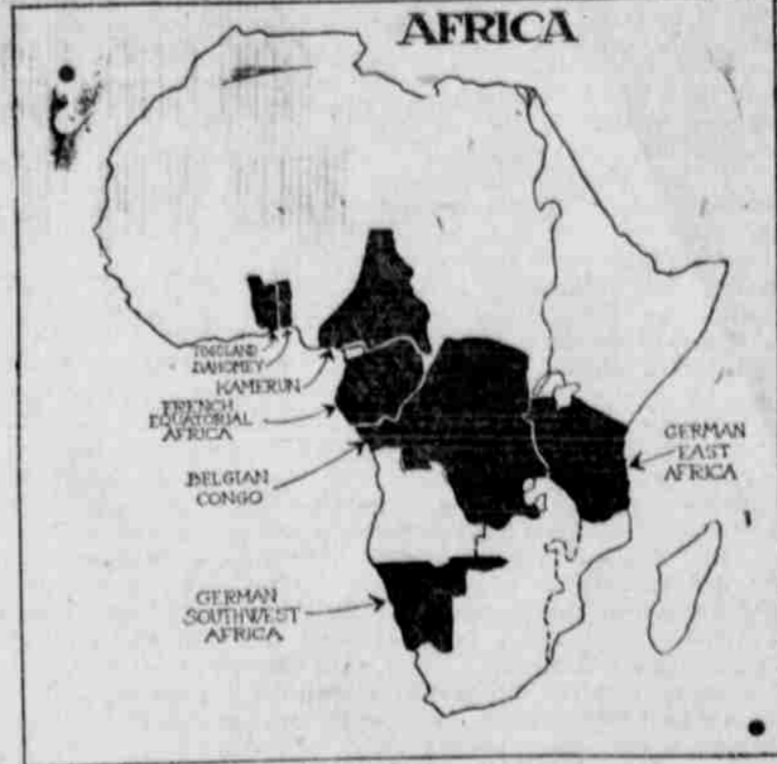 AFRICA
TOGOLAND
DAHOMEY
KAMERUN
FRENCH
EQUATORIAL
AFRICA
BELGIAN
CONGO
GERMAN
EAST
AFRICA
GERMAN
SOUTHWEST
AFRICA